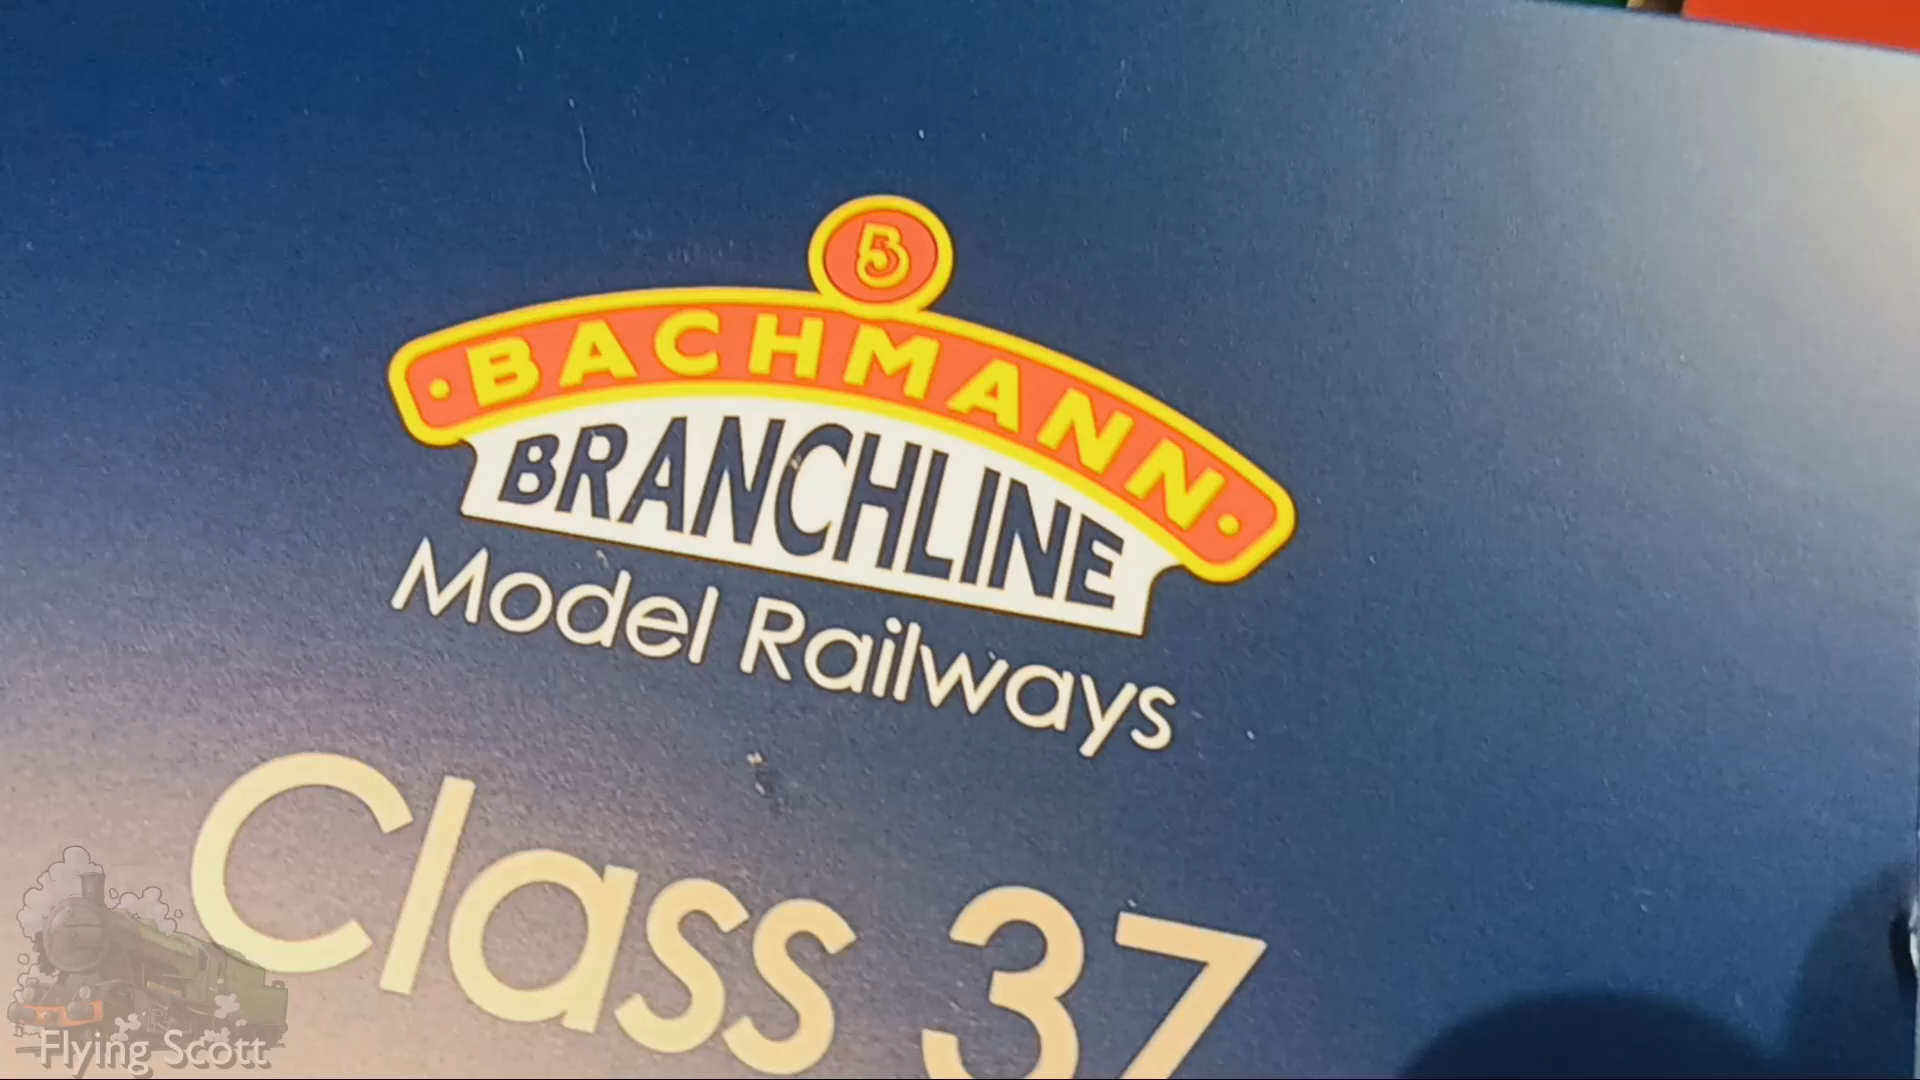 B
BACHMANN
BRANCHLINE
Model Railways
Class 37
Flying Scott